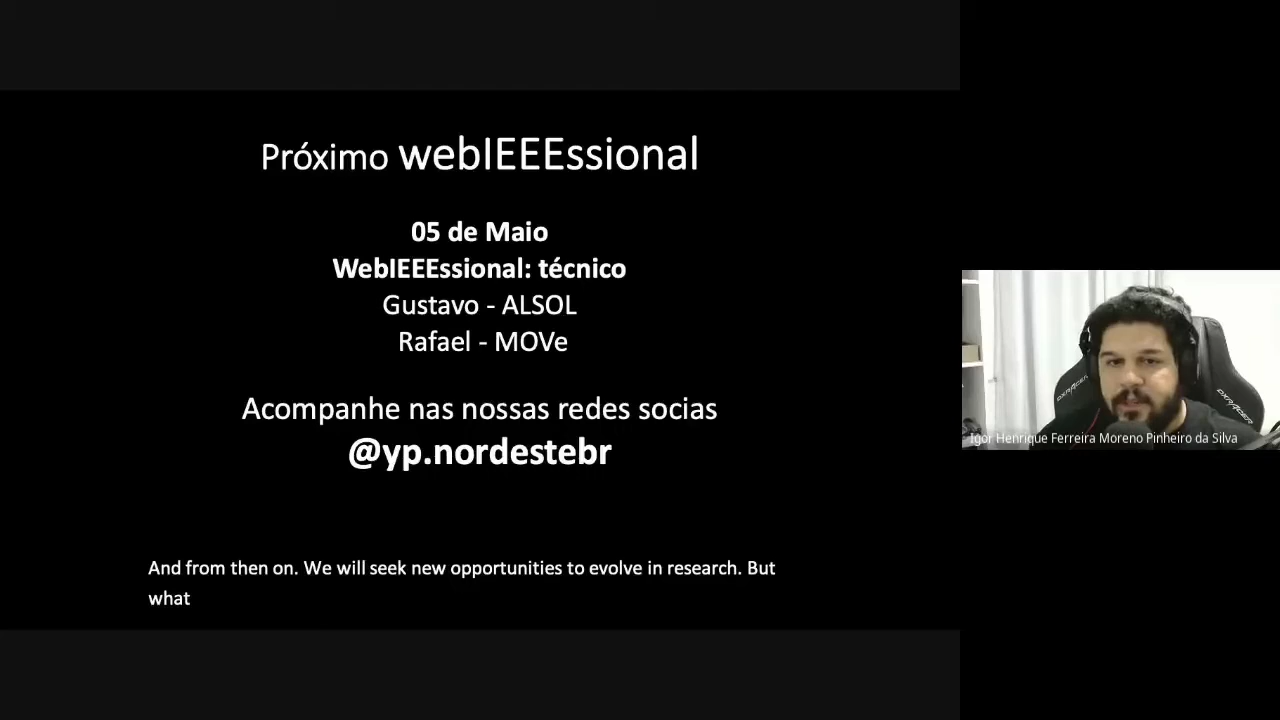 Próximo webIEEEssional
05 de Maio
WebIEEEssional: técnico
Gustavo - ALSOL
Rafael - MOVe
Acompanhe nas nossas redes socias
@yp.nordestebr
And from then on. We will seek new opportunities to evolve in research. But
what
DXRACER
DXRACER
Igor Henrique Ferreira Moreno Pinheiro da Silva